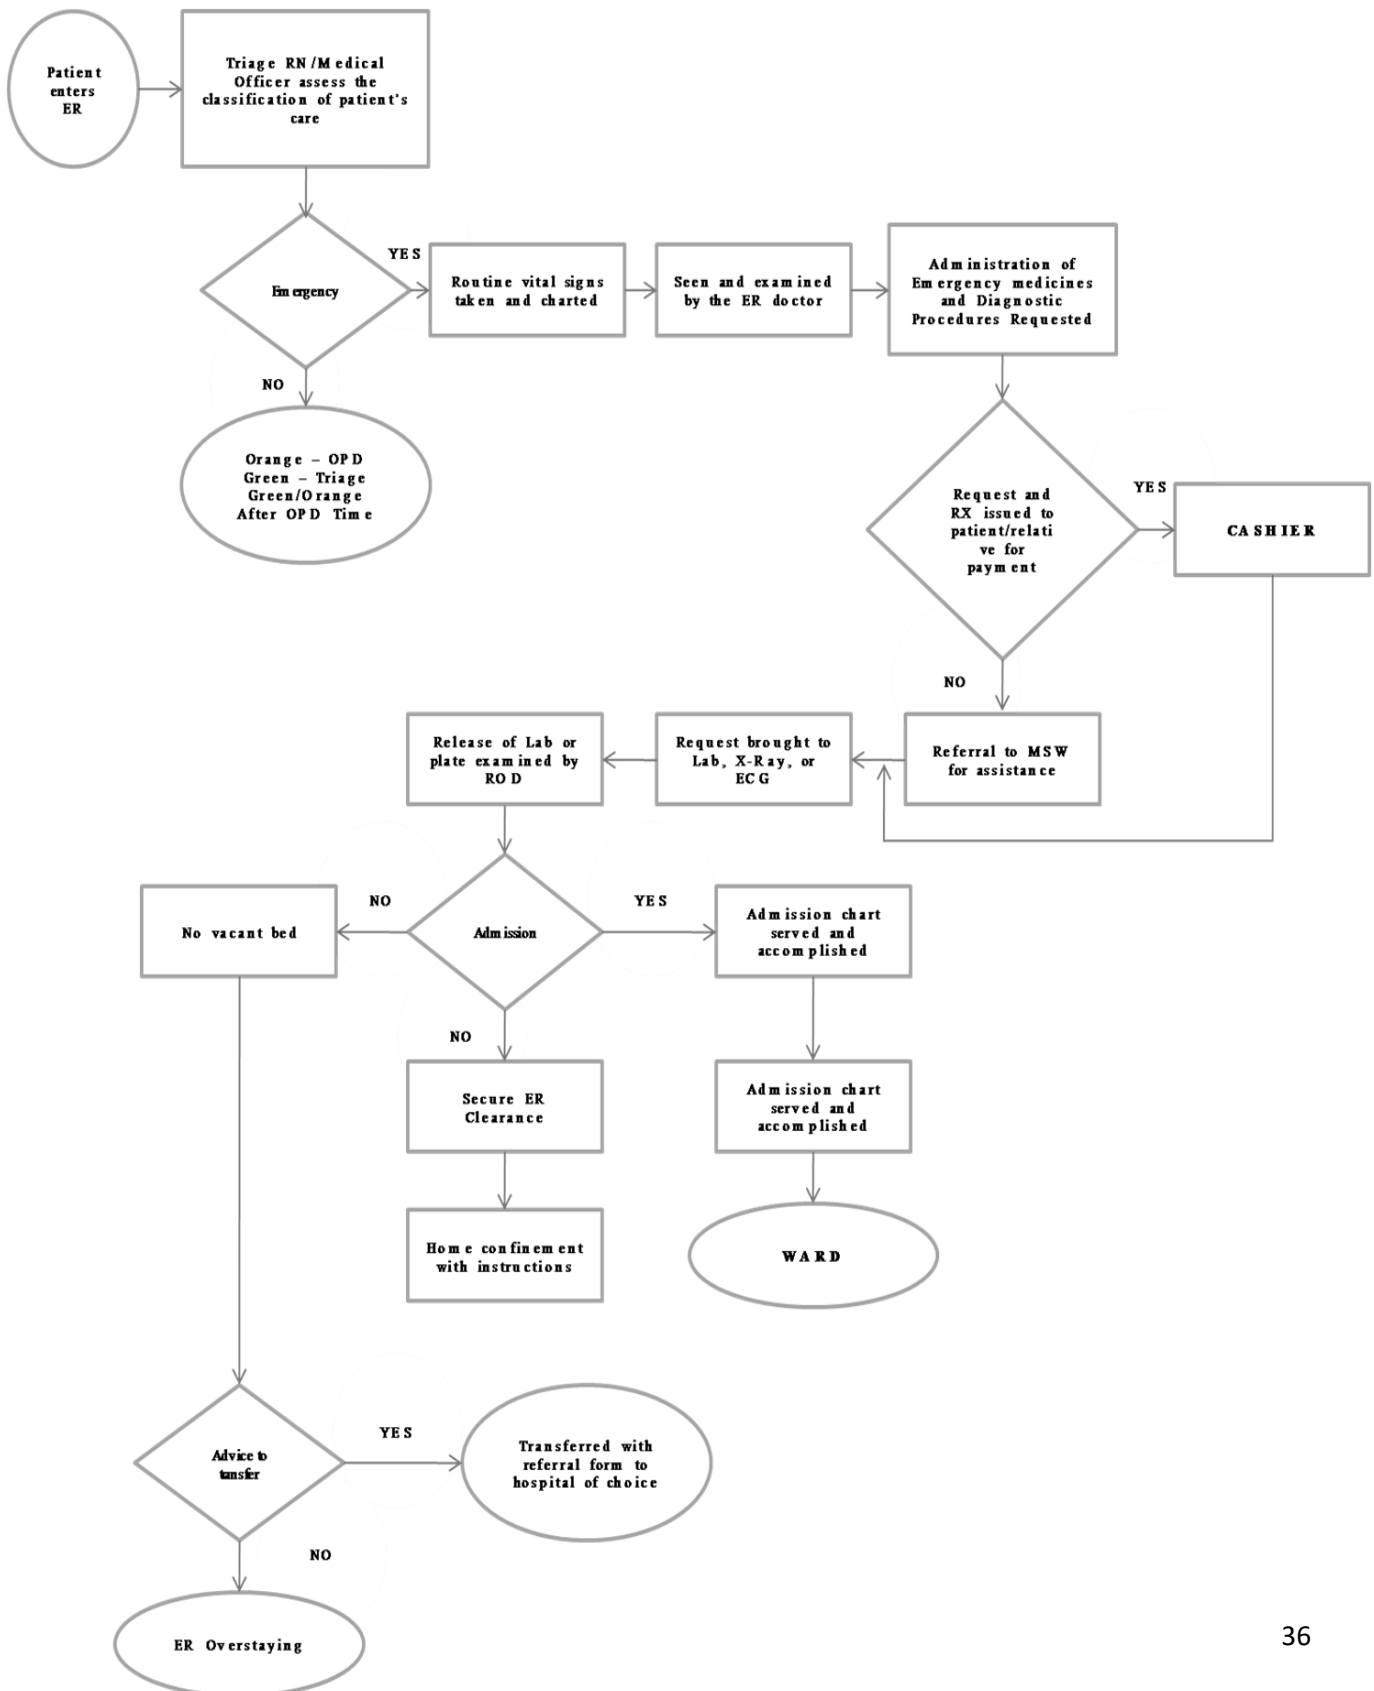 Patient
enters
ER
Triage RN/Medical
Officer assess the
classification of patient's
care
YES
Emergency
Routine vital signs
taken and charted
Seen and examined
by the ER doctor
Administration of
Emergency medicines
and Diagnostic
Procedures Requested
NO
Orange – OPD
Green – Triage
Green/Orange
After OPD Time
Request and
RX issued to
patient/relati
ve for
payment
YES
CASHIER
NO
Release of Lab or
plate examined by
ROD
Request brought to
Lab, X-Ray, or
ECG
Referral to MSW
for assistance
NO
YES
No vacant bed
Admission
Admission chart
served and
accomplished
NO
Secure ER
Clearance
Admission chart
served and
accomplished
Home confinement
with instructions
WARD
YES
Advice to
tansfer
Transferred with
referral form to
hospital of choice
NO
ER Overstaying
36